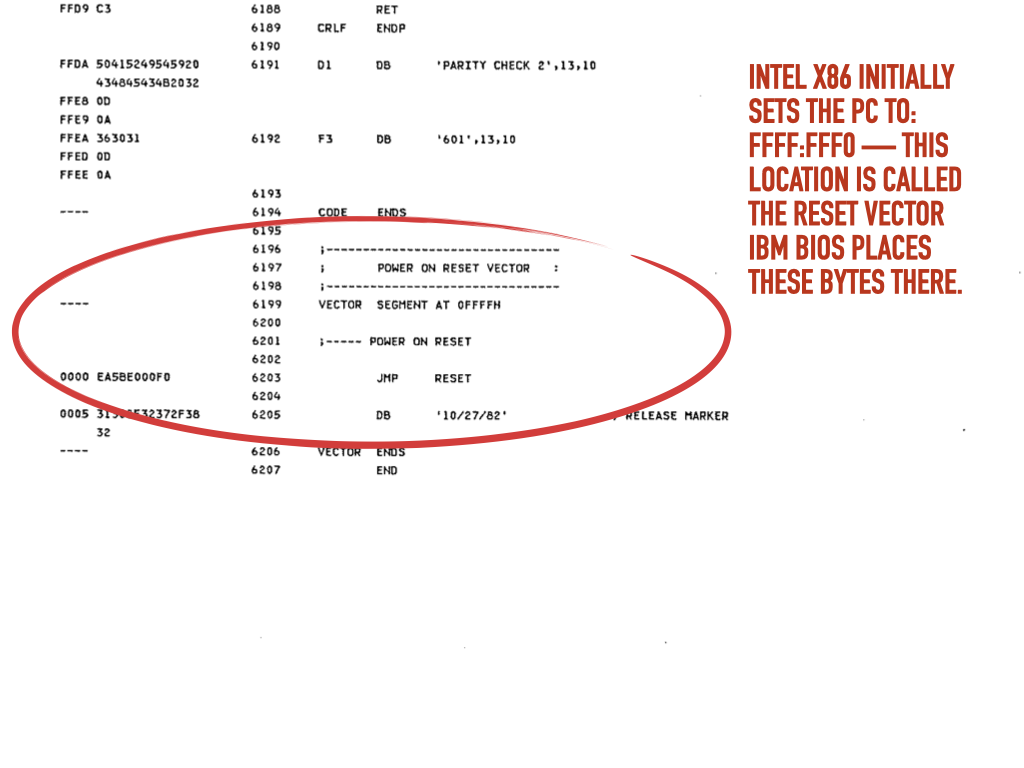 FFD9 C3 6188 RET
6189 CRLF ENDP
6190
FFDA 50415249545920 6191 D1 DB 'PARITY CHECK 2',13,10
434845434B2032
FFE8 0D
FFE9 0A
FFEA 363031 6192 F3 DB '601',13,10
FFED 0D
FFEE 0A
6193
---- 6194 CODE ENDS
6195
6196 ;--------------------------------
6197 ; POWER ON RESET VECTOR :
6198 ;--------------------------------
---- 6199 VECTOR SEGMENT AT 0FFFFH
6200
6201 ;----- POWER ON RESET
6202
0000 EA5BE000F0 6203 JMP RESET
6204
0005 6205 DB '10/27/82' ; RELEASE MARKER
32
---- 6206 VECTOR ENDS
6207 END
INTEL X86 INITIALLY
SETS THE PC TO:
FFFF:FFF0 — THIS
LOCATION IS CALLED
THE RESET VECTOR
IBM BIOS PLACES
THESE BYTES THERE.